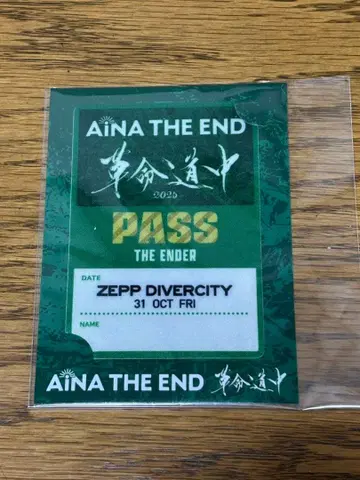 AiNA THE END
革命道中
2025
PASS
THE ENDER
DATE
ZEPP DIVERCITY
31 OCT FRI
NAME
AiNA THE END 革命道中